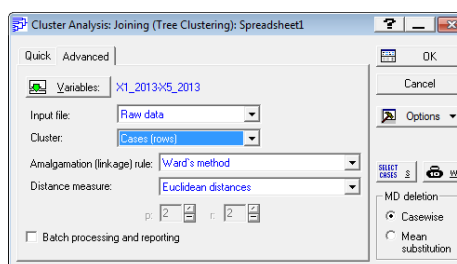 Cluster Analysis: Joining (Tree Clustering): Spreadsheet1
Quick Advanced
OK
Variables: X1_2013-X5_2013
Cancel
Input file: Raw data
Options
Cluster: Cases (rows)
Amalgamation (linkage) rule: Ward's method
SELECT CASES S W
Distance measure: Euclidean distances
MD deletion
p: 2 r: 2
Casewise
Batch processing and reporting
Mean substitution